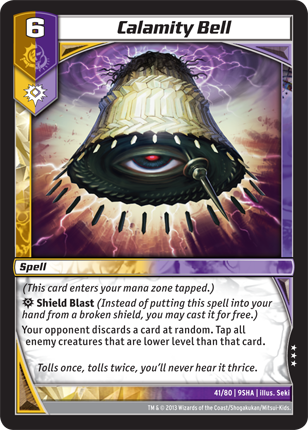 6
Calamity Bell
Spell
(This card enters your mana zone tapped.)
Shield Blast (Instead of putting this spell into
your hand from a broken shield, you may cast it for free.)
Your opponent discards a card at random. Tap all
enemy creatures that are lower level than that card.
Tolls once, tolls twice, you'll never hear it thrice.
41/80 | 9SHA | illus. Seki
TM & © 2013 Wizards of the Coast/Shogakukan/Mitsui-Kids.